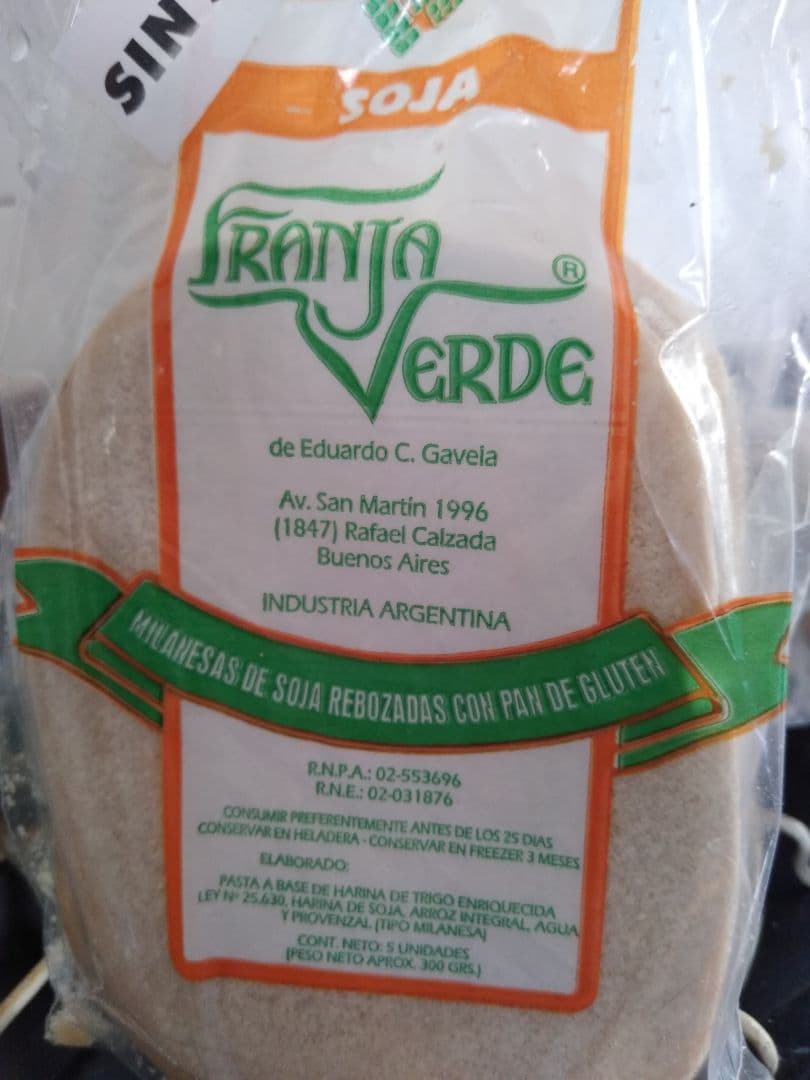 SIN
SOJA
FRANJA
VERDE
®
de Eduardo C. Gaveia
Av. San Martín 1996
(1847) Rafael Calzada
Buenos Aires
INDUSTRIA ARGENTINA
MILANESAS DE SOJA REBOZADAS CON PAN DE GLUTEN
R.N.P.A.: 02-553696
R.N.E.: 02-031876
CONSUMIR PREFERENTEMENTE ANTES DE LOS 25 DIAS
CONSERVAR EN HELADERA - CONSERVAR EN FREEZER 3 MESES
ELABORADO:
PASTA A BASE DE HARINA DE TRIGO ENRIQUECIDA
LEY Nº 25.630, HARINA DE SOJA, ARROZ INTEGRAL, AGUA
Y PROVENZAL (TIPO MILANESA)
CONT. NETO: 5 UNIDADES
(PESO NETO APROX. 300 GRS.)